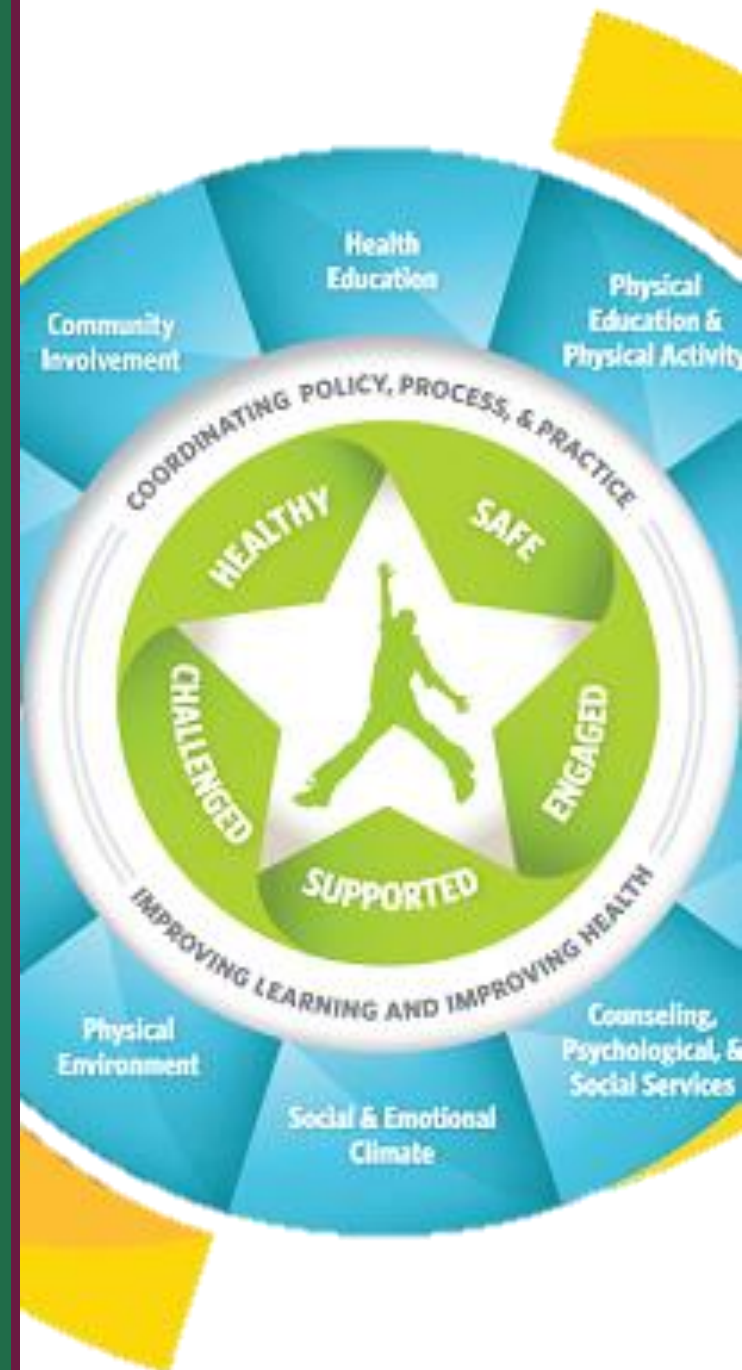 Health
Education
Physical
Education &
Physical Activity
Community
Involvement
COORDINATING POLICY, PROCESS, & PRACTICE
HEALTHY
SAFE
CHALLENGED
ENGAGED
SUPPORTED
IMPROVING LEARNING AND IMPROVING HEALTH
Physical
Environment
Social & Emotional
Climate
Counseling,
Psychological, &
Social Services